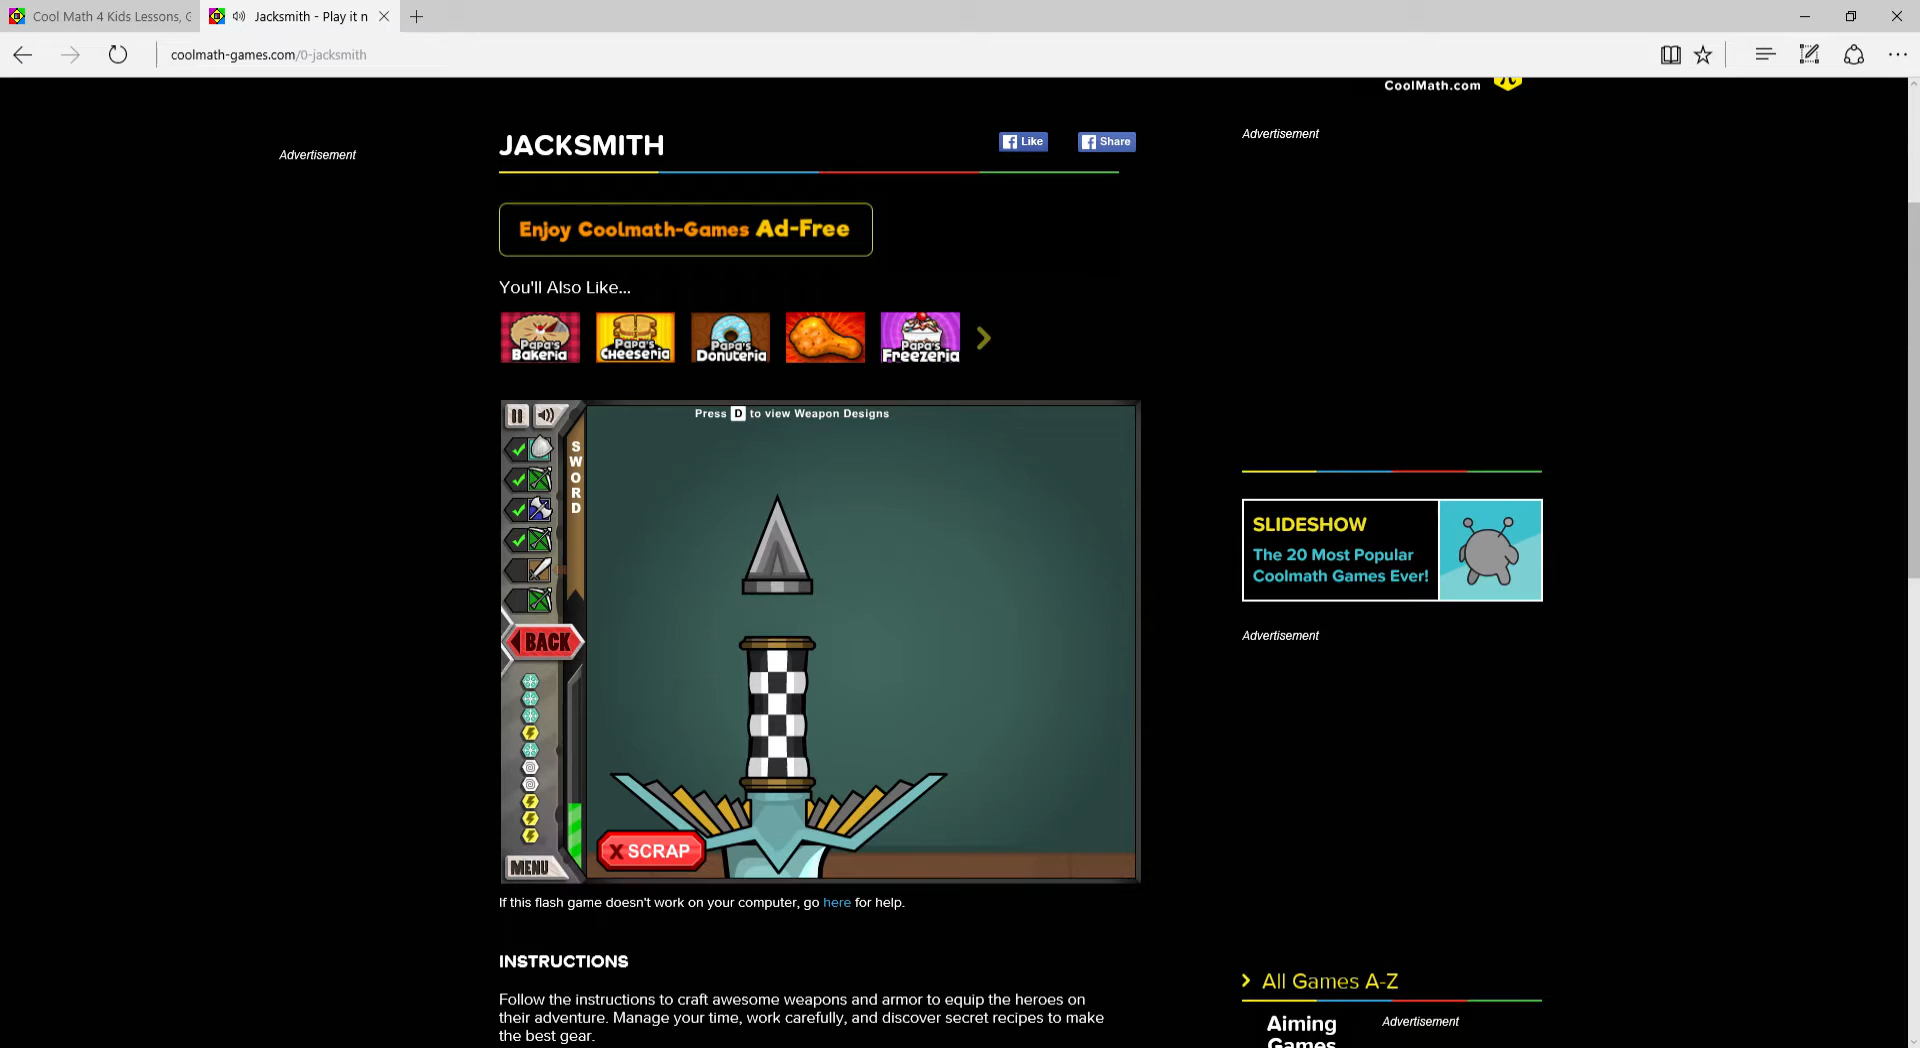 Cool Math 4 Kids Lessons, G
Jacksmith - Play it n
coolmath-games.com/0-jacksmith
CoolMath.com
Advertisement
Advertisement
JACKSMITH
Like
Share
Enjoy Coolmath-Games Ad-Free
You'll Also Like...
PAPA'S BAKERIA
PAPA'S CHEESERIA
PAPA'S DONUTERIA
PAPA'S FREEZERIA
Press D to view Weapon Designs
SWORD
BACK
X SCRAP
MENU
SLIDESHOW
The 20 Most Popular
Coolmath Games Ever!
Advertisement
If this flash game doesn't work on your computer, go here for help.
INSTRUCTIONS
Follow the instructions to craft awesome weapons and armor to equip the heroes on
their adventure. Manage your time, work carefully, and discover secret recipes to make
the best gear.
All Games A-Z
Aiming
Games
Advertisement